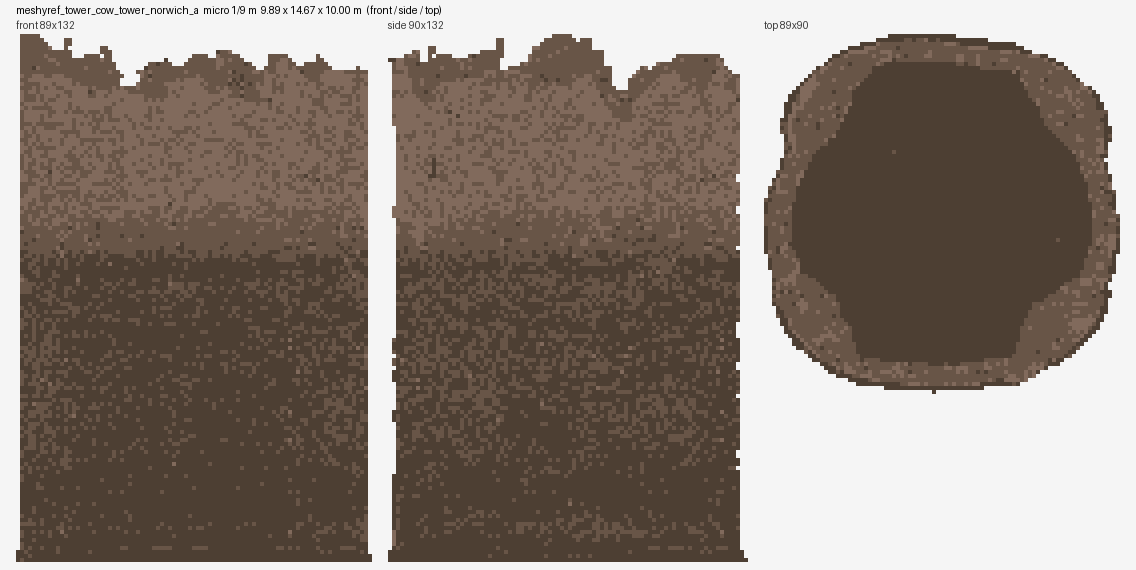 meshyref_tower_cow_tower_norwich_a micro 1/9 m 9.89 x 14.67 x 10.00 m (front / side / top)
front 89x132
side 90x132
top 89x90